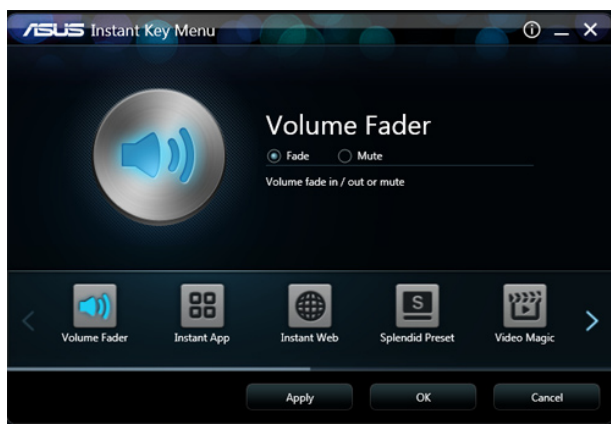 ASUS Instant Key Menu
Volume Fader
Fade Mute
Volume fade in / out or mute
S
Volume Fader Instant App Instant Web Splendid Preset Video Magic
Apply OK Cancel